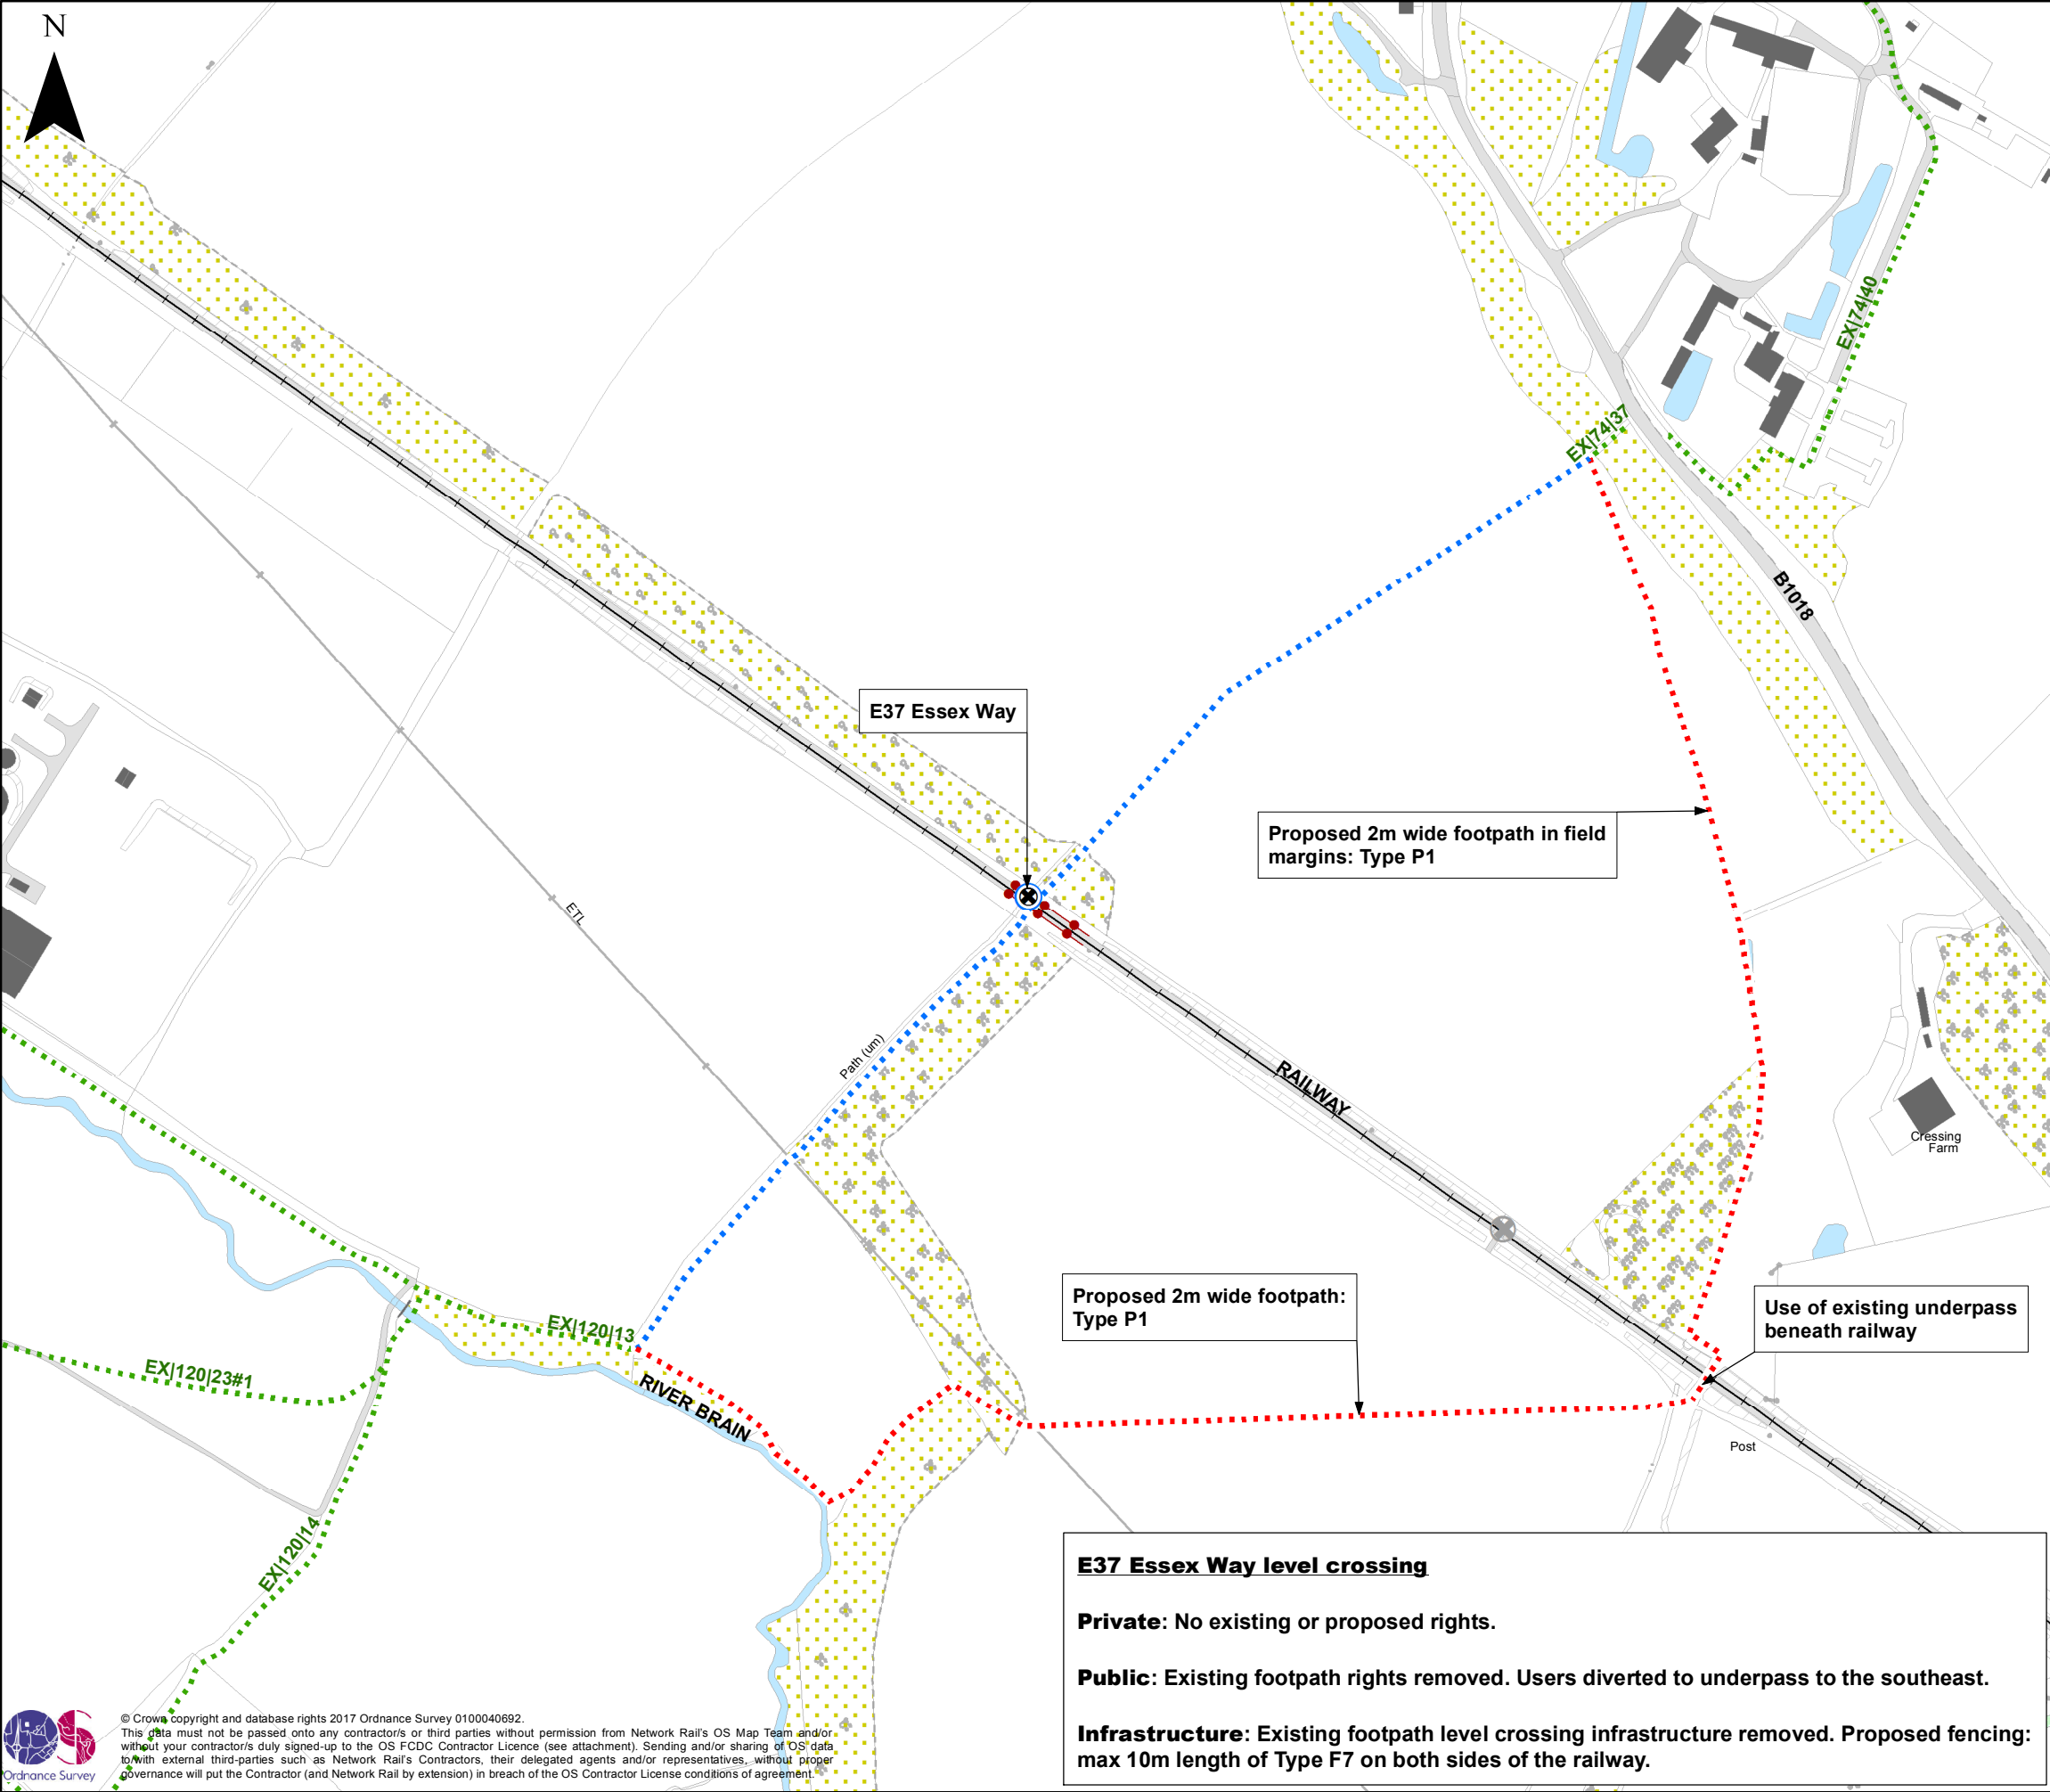 N
EX|74|40
EX|74|37
B1018
E37 Essex Way
Proposed 2m wide footpath in field
margins: Type P1
ETL
Path (um)
RAILWAY
Cressing
Farm
Proposed 2m wide footpath:
Type P1
Use of existing underpass
beneath railway
EX|120|13
EX|120|23#1
RIVER BRAIN
Post
EX|120|14
E37 Essex Way level crossing
Private: No existing or proposed rights.
Public: Existing footpath rights removed. Users diverted to underpass to the southeast.
Infrastructure: Existing footpath level crossing infrastructure removed. Proposed fencing:
max 10m length of Type F7 on both sides of the railway.
Ordnance Survey
© Crown copyright and database rights 2017 Ordnance Survey 0100040692.
This data must not be passed onto any contractor/s or third parties without permission from Network Rail's OS Map Team and/or
without your contractor/s duly signed-up to the OS FCDC Contractor Licence (see attachment). Sending and/or sharing of OS data
to/with external third-parties such as Network Rail's Contractors, their delegated agents and/or representatives, without proper
governance will put the Contractor (and Network Rail by extension) in breach of the OS Contractor License conditions of agreement.